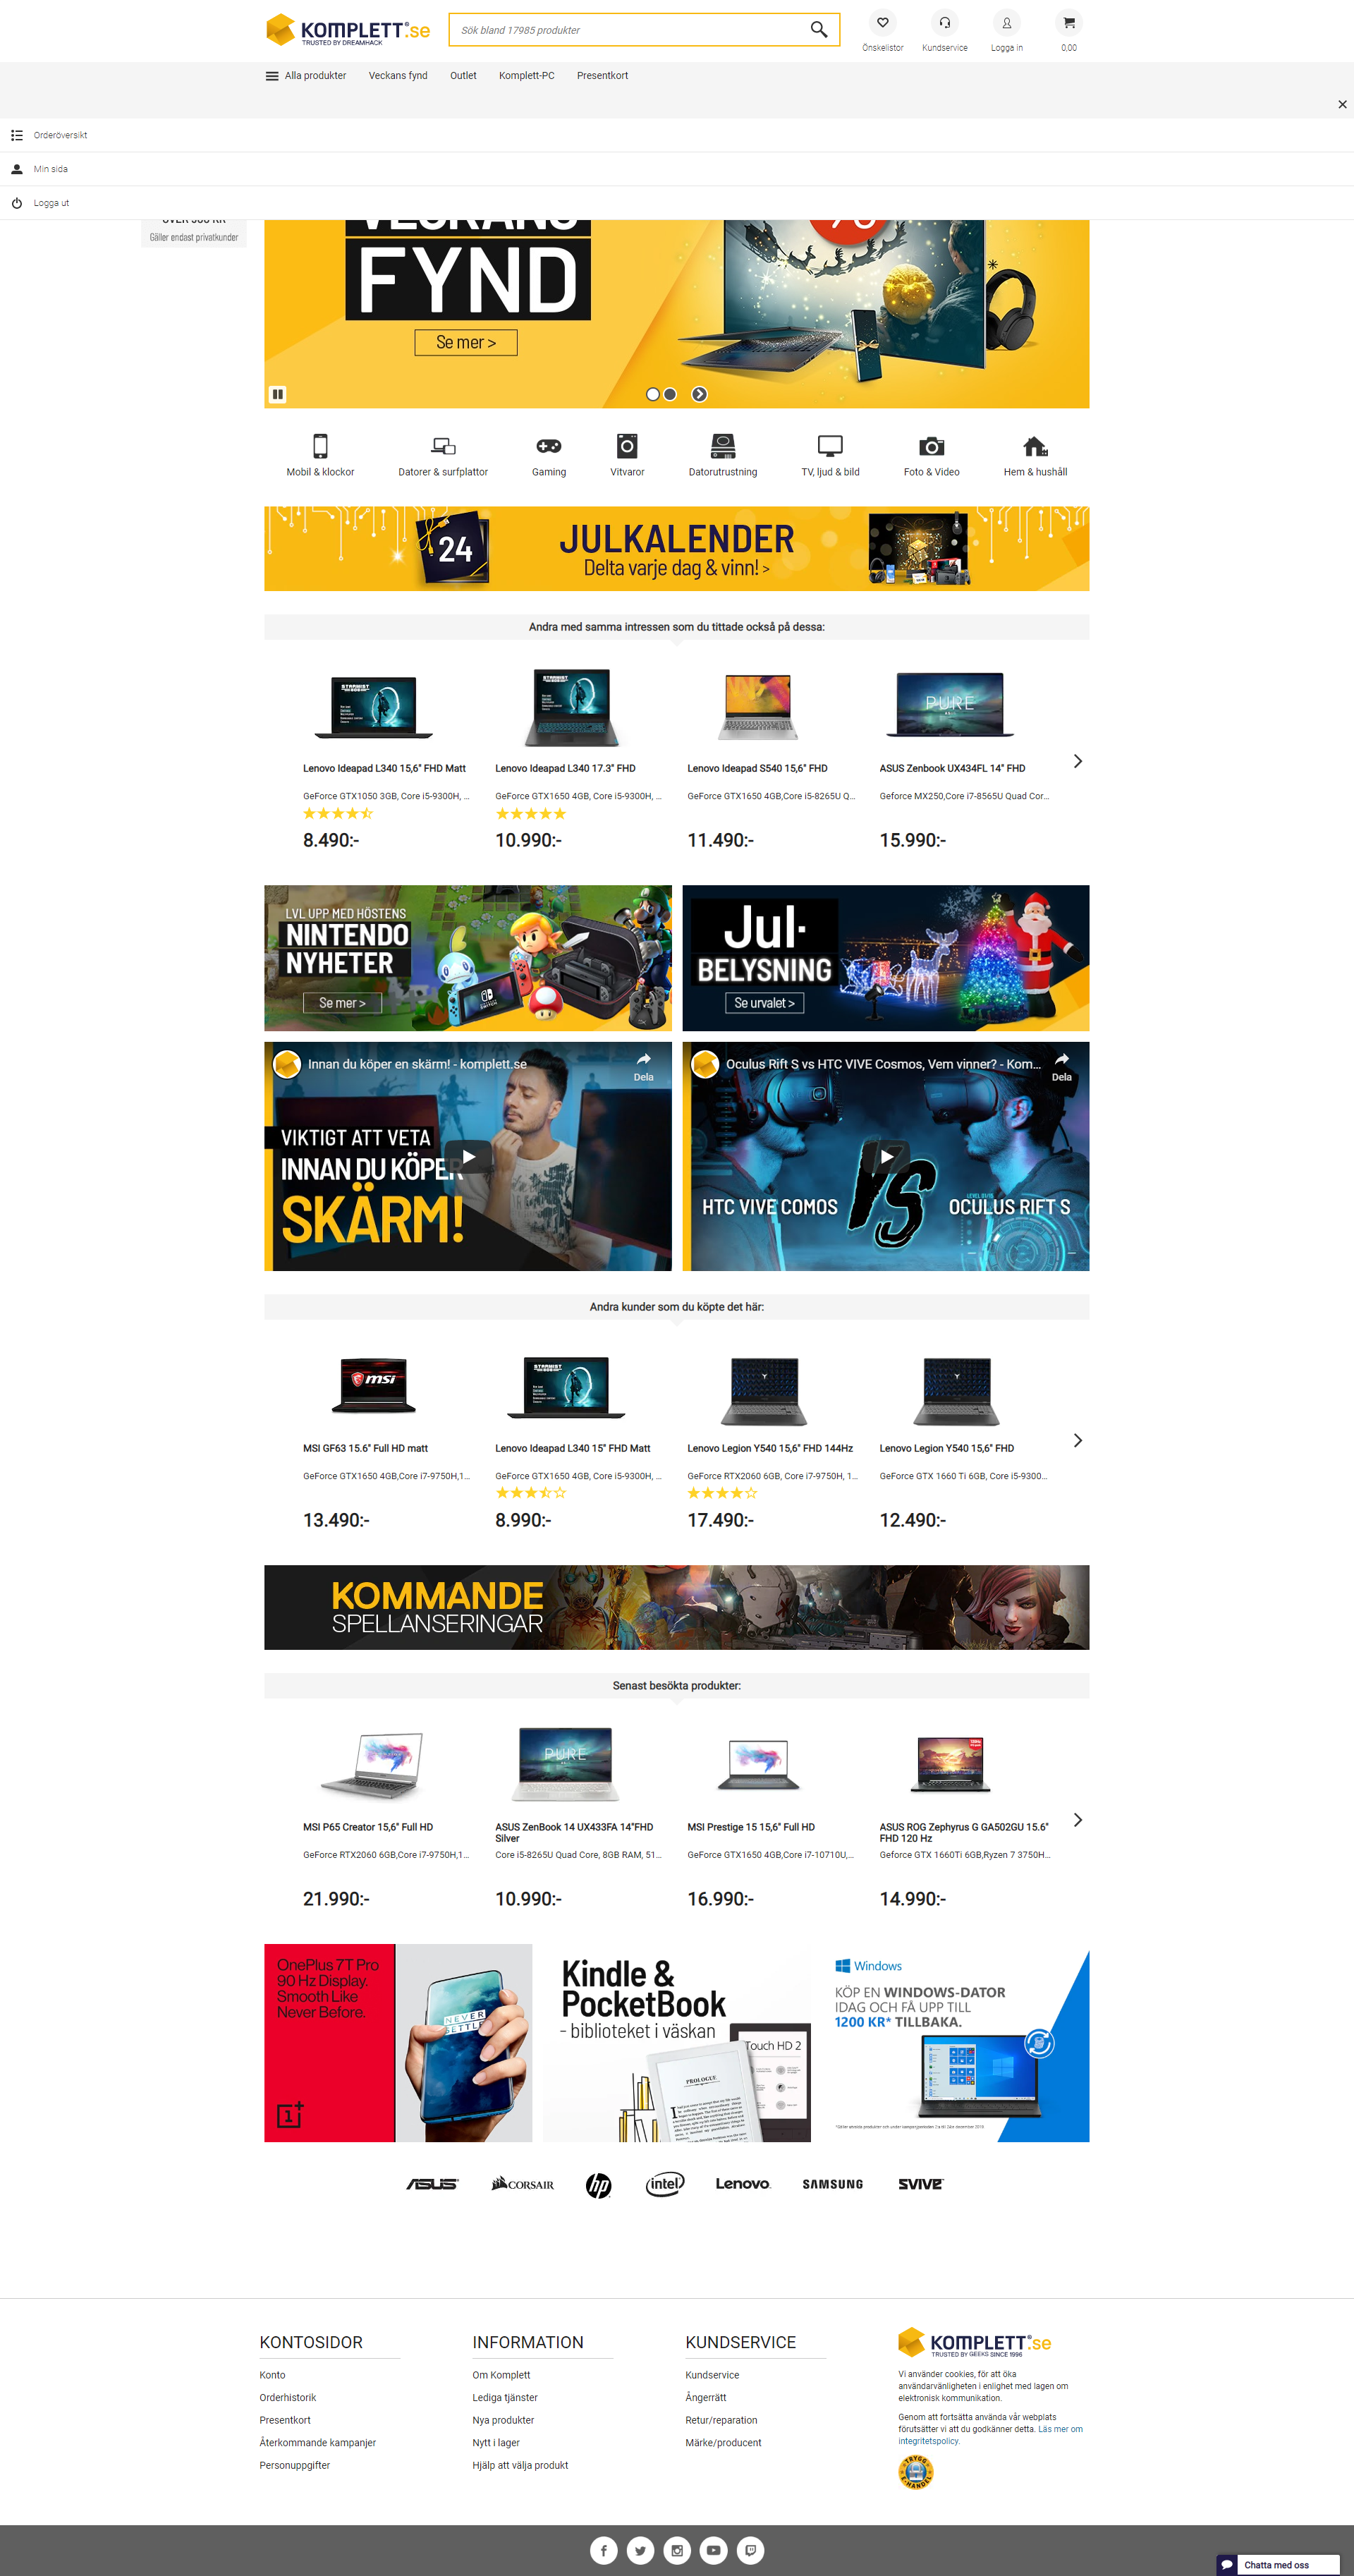 KOMPLETT.se
TRUSTED BY DREAMHACK
Sök bland 17985 produkter
Önskelistor
Kundservice
Logga in
0,00
Alla produkter
Veckans fynd
Outlet
Komplett-PC
Presentkort
Orderöversikt
Min sida
Logga ut
Gäller endast privatkunder
FYND
Se mer >
Mobil & klockor
Datorer & surfplattor
Gaming
Vitvaror
Datorutrustning
TV, ljud & bild
Foto & Video
Hem & hushåll
24
JULKALENDER
Delta varje dag & vinn! >
Andra med samma intressen som du tittade också på dessa:
PURE
Lenovo Ideapad L340 15,6" FHD Matt
GeForce GTX1050 3GB, Core i5-9300H, ...
8.490:-
Lenovo Ideapad L340 17.3" FHD
GeForce GTX1650 4GB, Core i5-9300H, ...
10.990:-
Lenovo Ideapad S540 15,6" FHD
GeForce GTX1650 4GB,Core i5-8265U Q...
11.490:-
ASUS Zenbook UX434FL 14" FHD
Geforce MX250,Core i7-8565U Quad Cor...
15.990:-
LVL UPP MED HÖSTENS
NINTENDO
NYHETER
Se mer >
Jul-
BELYSNING
Se urvalet >
Innan du köper en skärm! - komplett.se
Dela
VIKTIGT ATT VETA
INNAN DU KÖPER
SKÄRM!
Oculus Rift S vs HTC VIVE Cosmos, Vem vinner? - Kom...
Dela
HTC VIVE COMOS
VS
OCULUS RIFT S
Andra kunder som du köpte det här:
msi
MSI GF63 15.6" Full HD matt
GeForce GTX1650 4GB,Core i7-9750H,1...
13.490:-
Lenovo Ideapad L340 15" FHD Matt
GeForce GTX1650 4GB, Core i5-9300H, ...
8.990:-
Lenovo Legion Y540 15,6" FHD 144Hz
GeForce RTX2060 6GB, Core i7-9750H, 1...
17.490:-
Lenovo Legion Y540 15,6" FHD
GeForce GTX 1660 Ti 6GB, Core i5-9300...
12.490:-
KOMMANDE
SPELLANSERINGAR
Senast besökta produkter:
PURE
MSI P65 Creator 15,6" Full HD
GeForce RTX2060 6GB,Core i7-9750H,1...
21.990:-
ASUS ZenBook 14 UX433FA 14"FHD
Silver
Core i5-8265U Quad Core, 8GB RAM, 51...
10.990:-
MSI Prestige 15 15,6" Full HD
GeForce GTX1650 4GB,Core i7-10710U,...
16.990:-
ASUS ROG Zephyrus G GA502GU 15.6"
FHD 120 Hz
Geforce GTX 1660Ti 6GB,Ryzen 7 3750H...
14.990:-
OnePlus 7T Pro
90 Hz Display.
Smooth Like
Never Before.
NEVER
SETTLE
Kindle &
PocketBook
- biblioteket i väskan
Touch HD 2
PROLOGUE
Windows
KÖP EN WINDOWS-DATOR
IDAG OCH FÅ UPP TILL
1200 KR* TILLBAKA.
ASUS
CORSAIR
hp
intel
Lenovo
SAMSUNG
SVIVE
KONTOSIDOR
Konto
Orderhistorik
Presentkort
Återkommande kampanjer
Personuppgifter
INFORMATION
Om Komplett
Lediga tjänster
Nya produkter
Nytt i lager
Hjälp att välja produkt
KUNDSERVICE
Kundservice
Ångerrätt
Retur/reparation
Märke/producent
KOMPLETT.se
TRUSTED BY GEEKS SINCE 1996
Vi använder cookies, för att öka
användarvänligheten i enlighet med lagen om
elektronisk kommunikation.
Genom att fortsätta använda vår webplats
förutsätter vi att du godkänner detta. Läs mer om
integritetspolicy.
TRYGG
E-HANDEL
Chatta med oss